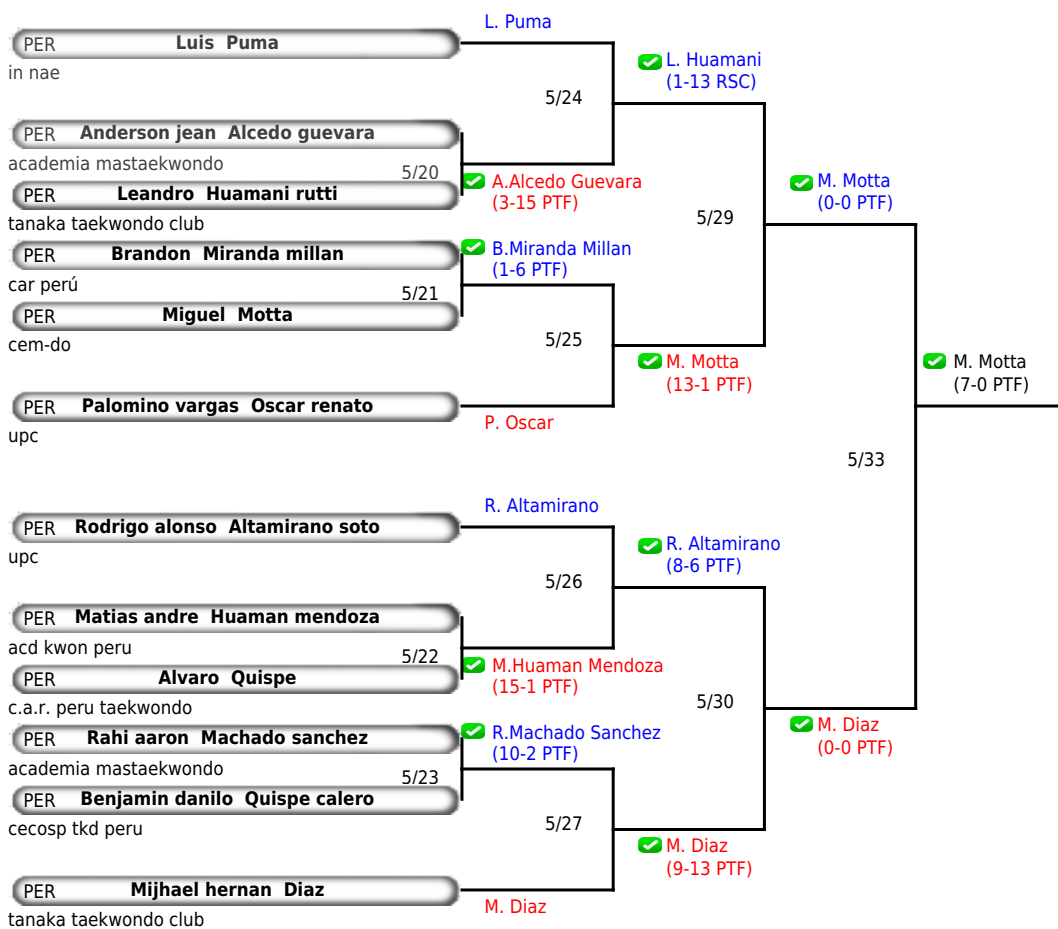 L. Puma
PER Luis Puma
in nae
L. Huamani
(1-13 RSC)
5/24
PER Anderson jean Alcedo guevara
academia mastaekwondo
5/20
A.Alcedo Guevara
(3-15 PTF)
PER Leandro Huamani rutti
tanaka taekwondo club
M. Motta
(0-0 PTF)
5/29
PER Brandon Miranda millan
car perú
B.Miranda Millan
(1-6 PTF)
5/21
PER Miguel Motta
cem-do
5/25
M. Motta
(13-1 PTF)
M. Motta
(7-0 PTF)
PER Palomino vargas Oscar renato
upc
P. Oscar
5/33
R. Altamirano
PER Rodrigo alonso Altamirano soto
upc
R. Altamirano
(8-6 PTF)
5/26
PER Matias andre Huaman mendoza
acd kwon peru
5/22
M.Huaman Mendoza
(15-1 PTF)
PER Alvaro Quispe
c.a.r. peru taekwondo
5/30
M. Diaz
(0-0 PTF)
PER Rahi aaron Machado sanchez
academia mastaekwondo
R.Machado Sanchez
(10-2 PTF)
5/23
PER Benjamin danilo Quispe calero
cecosp tkd peru
5/27
M. Diaz
(9-13 PTF)
PER Mijhael hernan Diaz
tanaka taekwondo club
M. Diaz